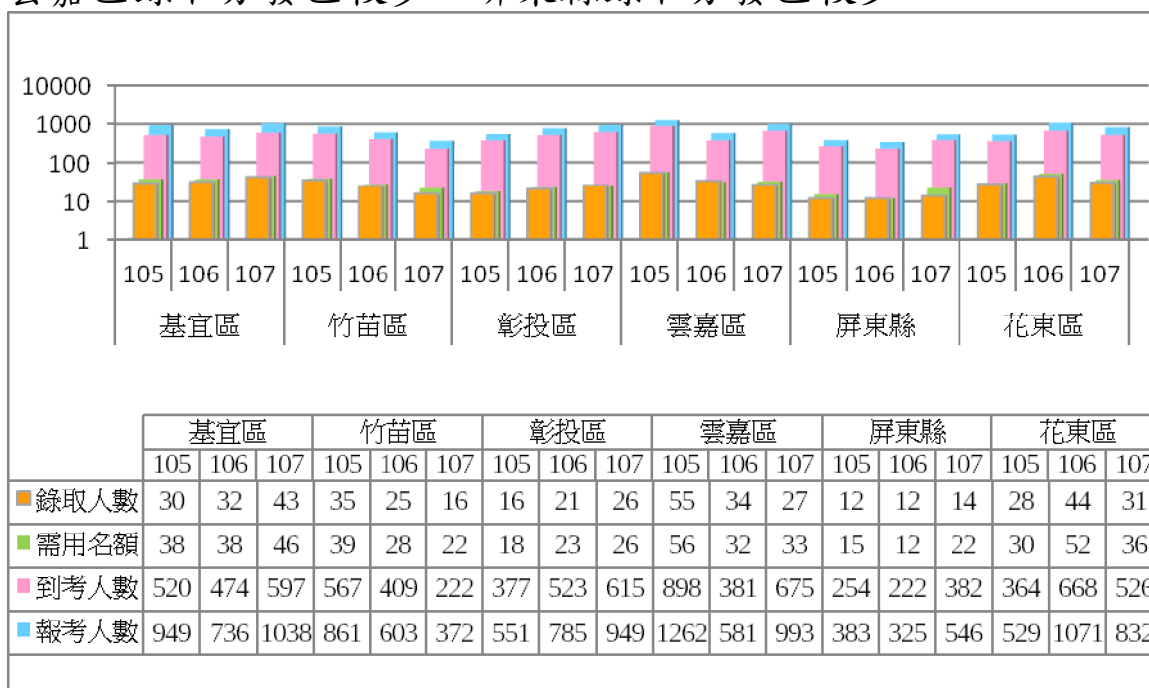 10000
1000
100
10
1
105 106 107 105 106 107 105 106 107 105 106 107 105 106 107 105 106 107
基宜區 竹苗區 彰投區 雲嘉區 屏東縣 花東區
基宜區 竹苗區 彰投區 雲嘉區 屏東縣 花東區
105 106 107 105 106 107 105 106 107 105 106 107 105 106 107 105 106 107
錄取人數 30 32 43 35 25 16 16 21 26 55 34 27 12 12 14 28 44 31
需用名額 38 38 46 39 28 22 18 23 26 56 32 33 15 12 22 30 52 36
到考人數 520 474 597 567 409 222 377 523 615 898 381 675 254 222 382 364 668 526
報考人數 949 736 1038 861 603 372 551 785 949 1262 581 993 383 325 546 529 1071 832